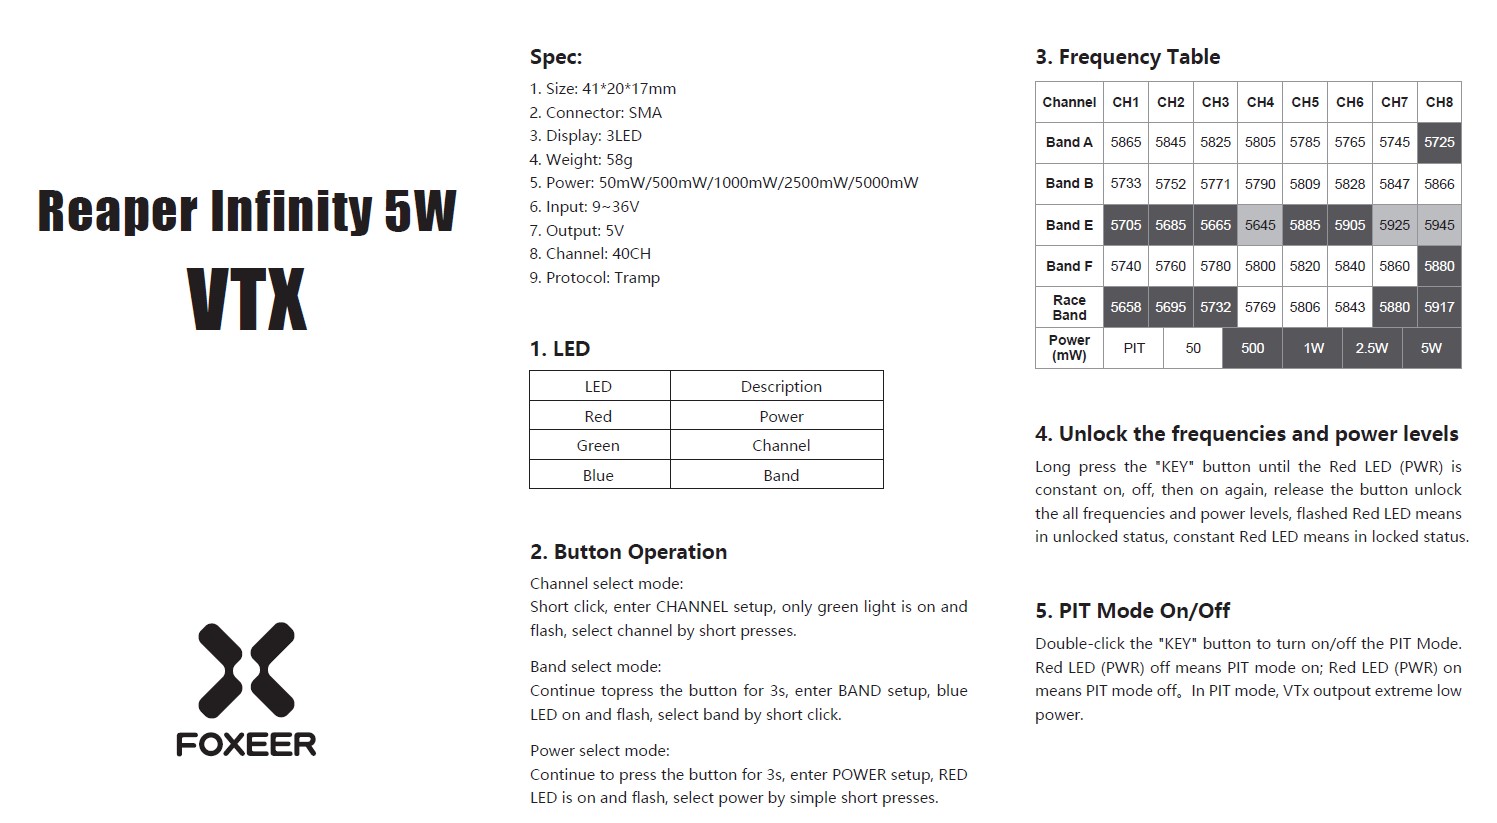 Reaper Infinity 5W
VTX
FOXEER
Spec:
1. Size: 41*20*17mm
2. Connector: SMA
3. Display: 3LED
4. Weight: 58g
5. Power: 50mW/500mW/1000mW/2500mW/5000mW
6. Input: 9~36V
7. Output: 5V
8. Channel: 40CH
9. Protocol: Tramp
1. LED
LED Description
Red Power
Green Channel
Blue Band
2. Button Operation
Channel select mode:
Short click, enter CHANNEL setup, only green light is on and
flash, select channel by short presses.
Band select mode:
Continue topress the button for 3s, enter BAND setup, blue
LED on and flash, select band by short click.
Power select mode:
Continue to press the button for 3s, enter POWER setup, RED
LED is on and flash, select power by simple short presses.
3. Frequency Table
Channel CH1 CH2 CH3 CH4 CH5 CH6 CH7 CH8
Band A 5865 5845 5825 5805 5785 5765 5745 5725
Band B 5733 5752 5771 5790 5809 5828 5847 5866
Band E 5705 5685 5665 5645 5885 5905 5925 5945
Band F 5740 5760 5780 5800 5820 5840 5860 5880
Race
Band 5658 5695 5732 5769 5806 5843 5880 5917
Power
(mW) PIT 50 500 1W 2.5W 5W
4. Unlock the frequencies and power levels
Long press the "KEY" button until the Red LED (PWR) is
constant on, off, then on again, release the button unlock
the all frequencies and power levels, flashed Red LED means
in unlocked status, constant Red LED means in locked status.
5. PIT Mode On/Off
Double-click the "KEY" button to turn on/off the PIT Mode.
Red LED (PWR) off means PIT mode on; Red LED (PWR) on
means PIT mode off。In PIT mode, VTx outpout extreme low
power.